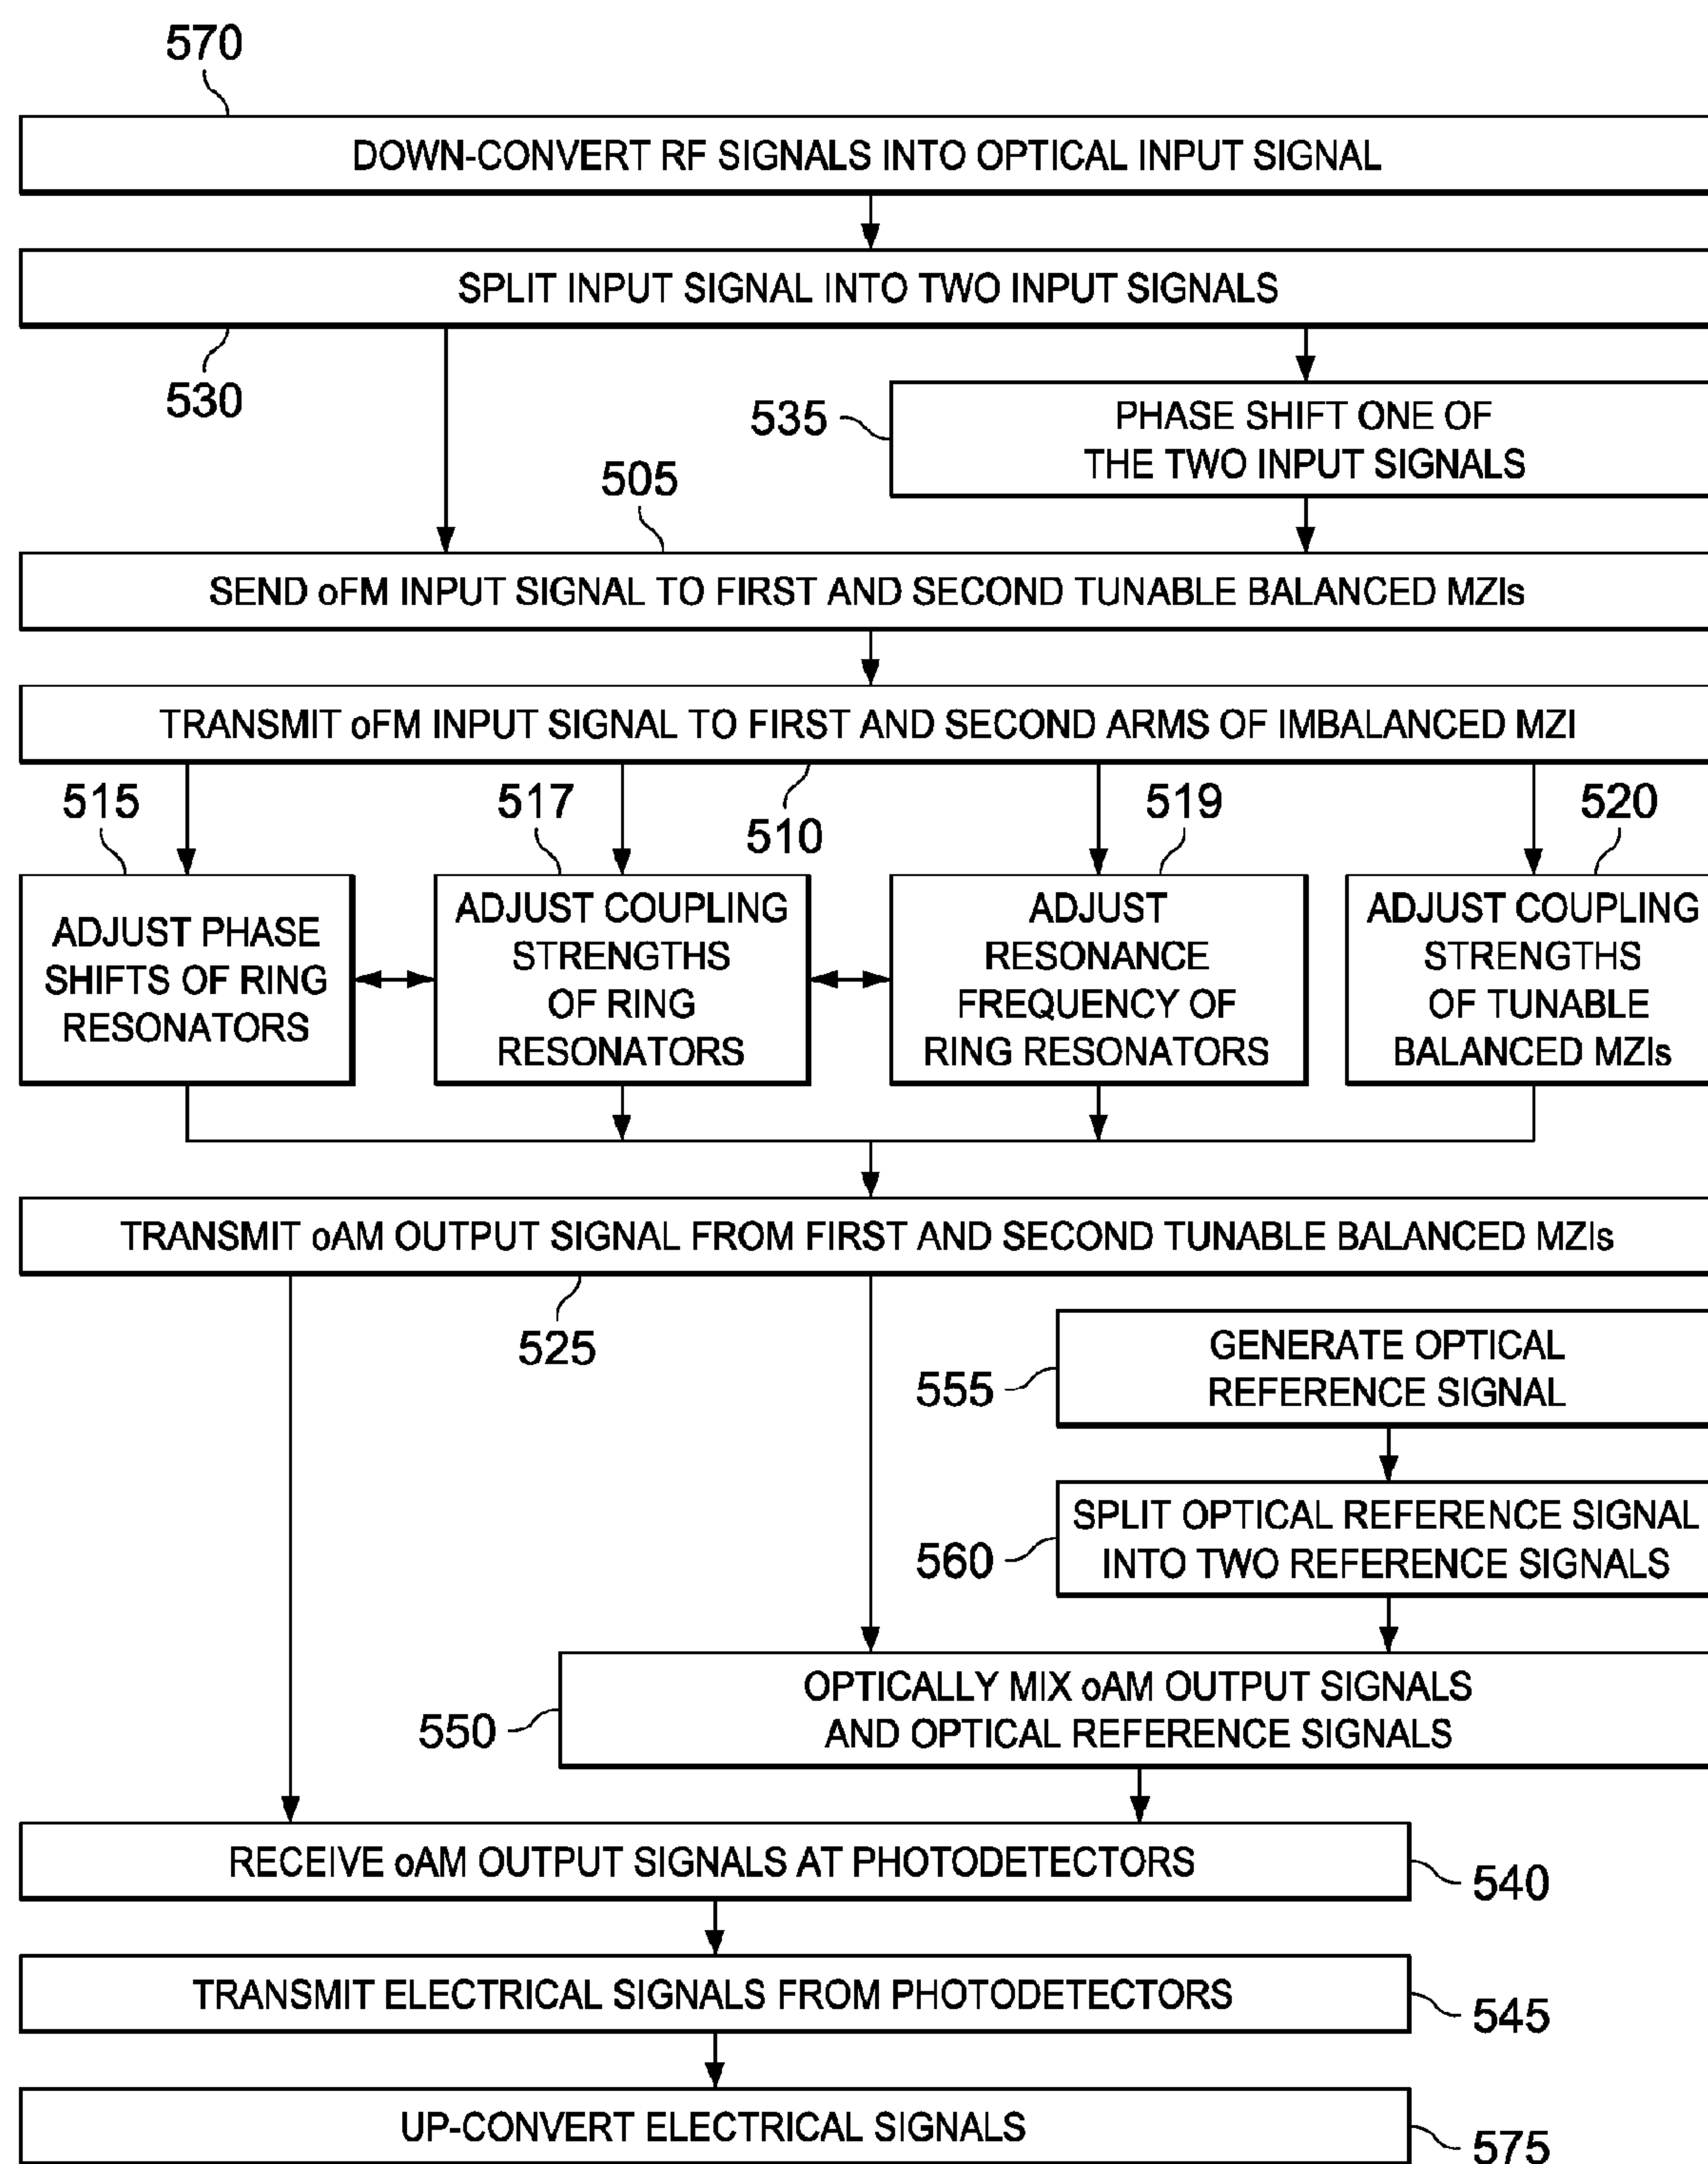 570
DOWN-CONVERT RF SIGNALS INTO OPTICAL INPUT SIGNAL
SPLIT INPUT SIGNAL INTO TWO INPUT SIGNALS
530
535
PHASE SHIFT ONE OF
THE TWO INPUT SIGNALS
505
SEND oFM INPUT SIGNAL TO FIRST AND SECOND TUNABLE BALANCED MZIs
TRANSMIT oFM INPUT SIGNAL TO FIRST AND SECOND ARMS OF IMBALANCED MZI
515
517
510
519
520
ADJUST PHASE
SHIFTS OF RING
RESONATORS
ADJUST COUPLING
STRENGTHS
OF RING
RESONATORS
ADJUST
RESONANCE
FREQUENCY OF
RING RESONATORS
ADJUST COUPLING
STRENGTHS
OF TUNABLE
BALANCED MZIs
TRANSMIT oAM OUTPUT SIGNAL FROM FIRST AND SECOND TUNABLE BALANCED MZIs
525
555
GENERATE OPTICAL
REFERENCE SIGNAL
560
SPLIT OPTICAL REFERENCE SIGNAL
INTO TWO REFERENCE SIGNALS
550
OPTICALLY MIX oAM OUTPUT SIGNALS
AND OPTICAL REFERENCE SIGNALS
RECEIVE oAM OUTPUT SIGNALS AT PHOTODETECTORS
540
TRANSMIT ELECTRICAL SIGNALS FROM PHOTODETECTORS
545
UP-CONVERT ELECTRICAL SIGNALS
575